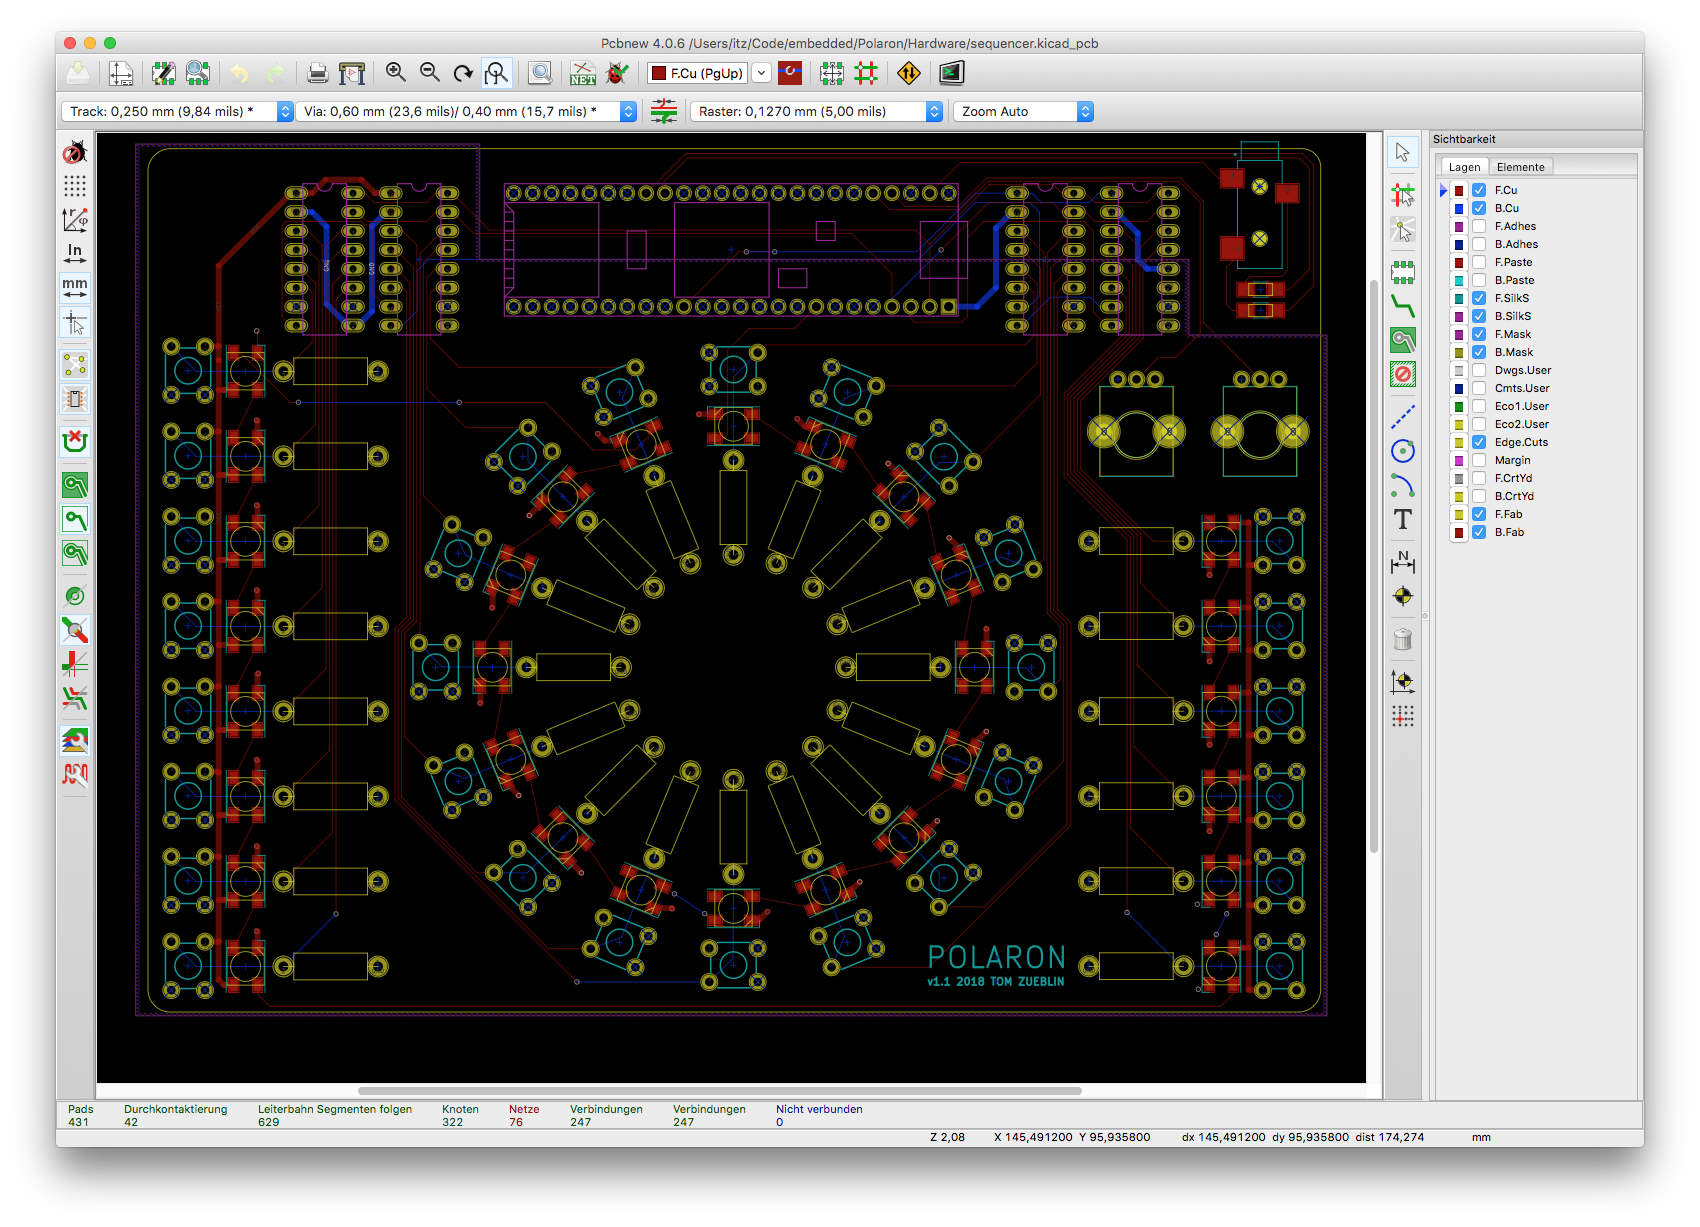 Pcbnew 4.0.6 /Users/itz/Code/embedded/Polaron/Hardware/sequencer.kicad_pcb
NET
F.Cu (PgUp)
Track: 0,250 mm (9,84 mils) *
Via: 0,60 mm (23,6 mils)/ 0,40 mm (15,7 mils) *
Raster: 0,1270 mm (5,00 mils)
Zoom Auto
In
mm
T
N
Sichtbarkeit
Lagen
Elemente
F.Cu
B.Cu
F.Adhes
B.Adhes
F.Paste
B.Paste
F.SilkS
B.SilkS
F.Mask
B.Mask
Dwgs.User
Cmts.User
Eco1.User
Eco2.User
Edge.Cuts
Margin
F.CrtYd
B.CrtYd
F.Fab
B.Fab
GND
POLARON
v1.1 2018 TOM ZUEBLIN
Pads Durchkontaktierung Leiterbahn Segmenten folgen Knoten Netze Verbindungen Verbindungen Nicht verbunden
431 42 629 322 76 247 247 0
Z 2,08 X 145,491200 Y 95,935800 dx 145,491200 dy 95,935800 dist 174,274 mm